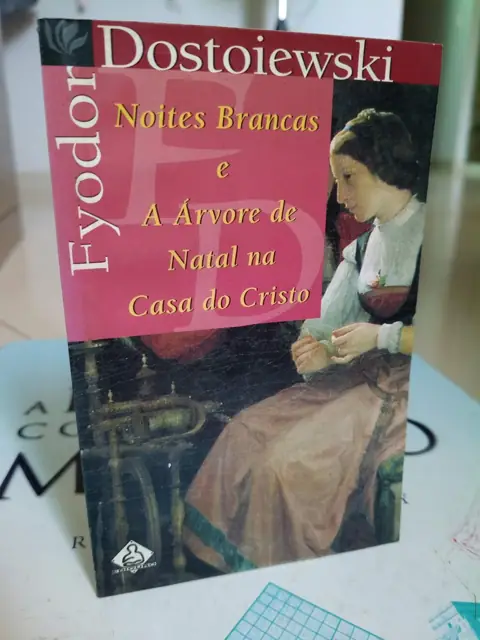 Fyodor
Dostoiewski
Noites Brancas
e
A Árvore de
Natal na
Casa do Cristo